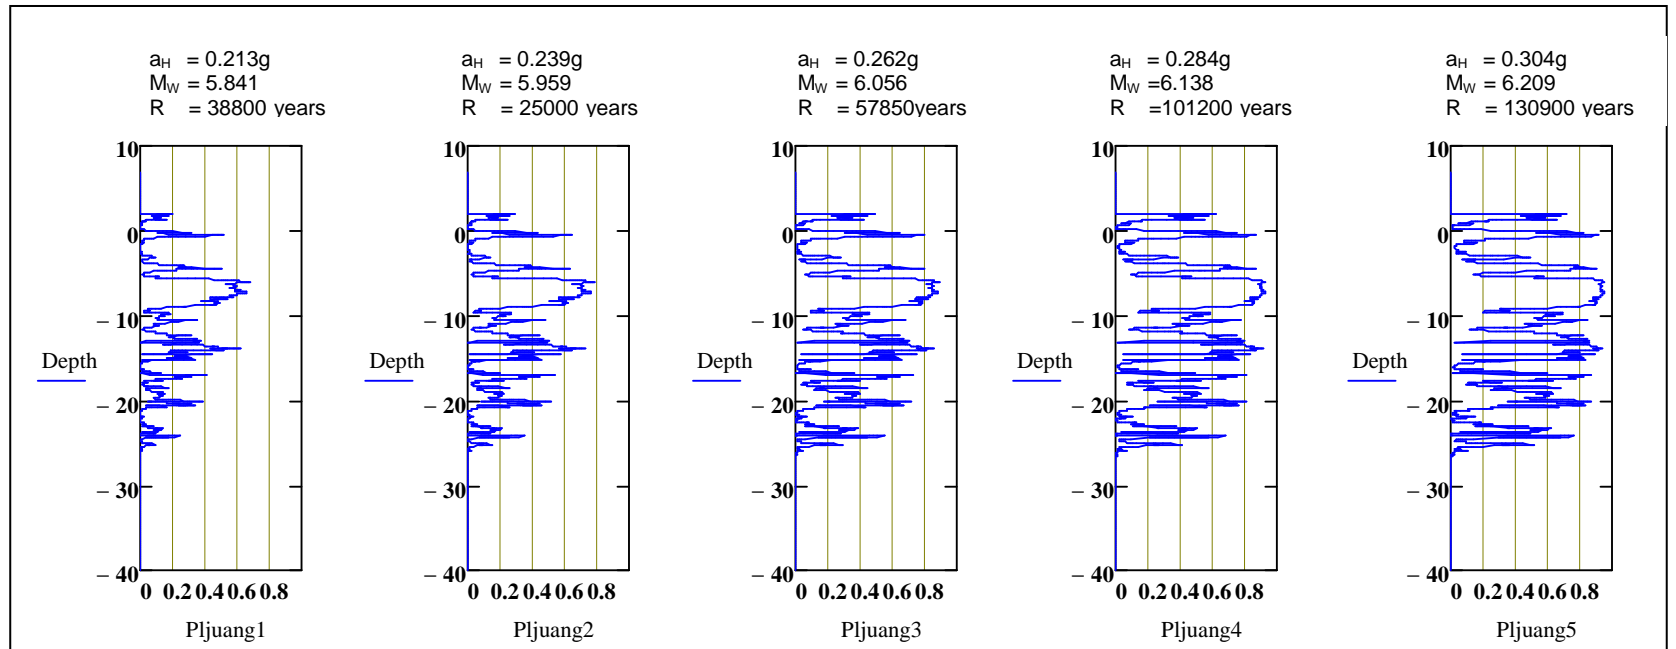 aH = 0.213g
MW = 5.841
R = 38800 years
aH = 0.239g
MW = 5.959
R = 25000 years
aH = 0.262g
MW = 6.056
R = 57850years
aH = 0.284g
MW =6.138
R =101200 years
aH = 0.304g
MW = 6.209
R = 130900 years
10
0
– 10
– 20
– 30
– 40
Depth
0 0.2 0.4 0.6 0.8
Pljuang1
10
0
– 10
– 20
– 30
– 40
Depth
0 0.2 0.4 0.6 0.8
Pljuang2
10
0
– 10
– 20
– 30
– 40
Depth
0 0.2 0.4 0.6 0.8
Pljuang3
10
0
– 10
– 20
– 30
– 40
Depth
0 0.2 0.4 0.6 0.8
Pljuang4
10
0
– 10
– 20
– 30
– 40
Depth
0 0.2 0.4 0.6 0.8
Pljuang5